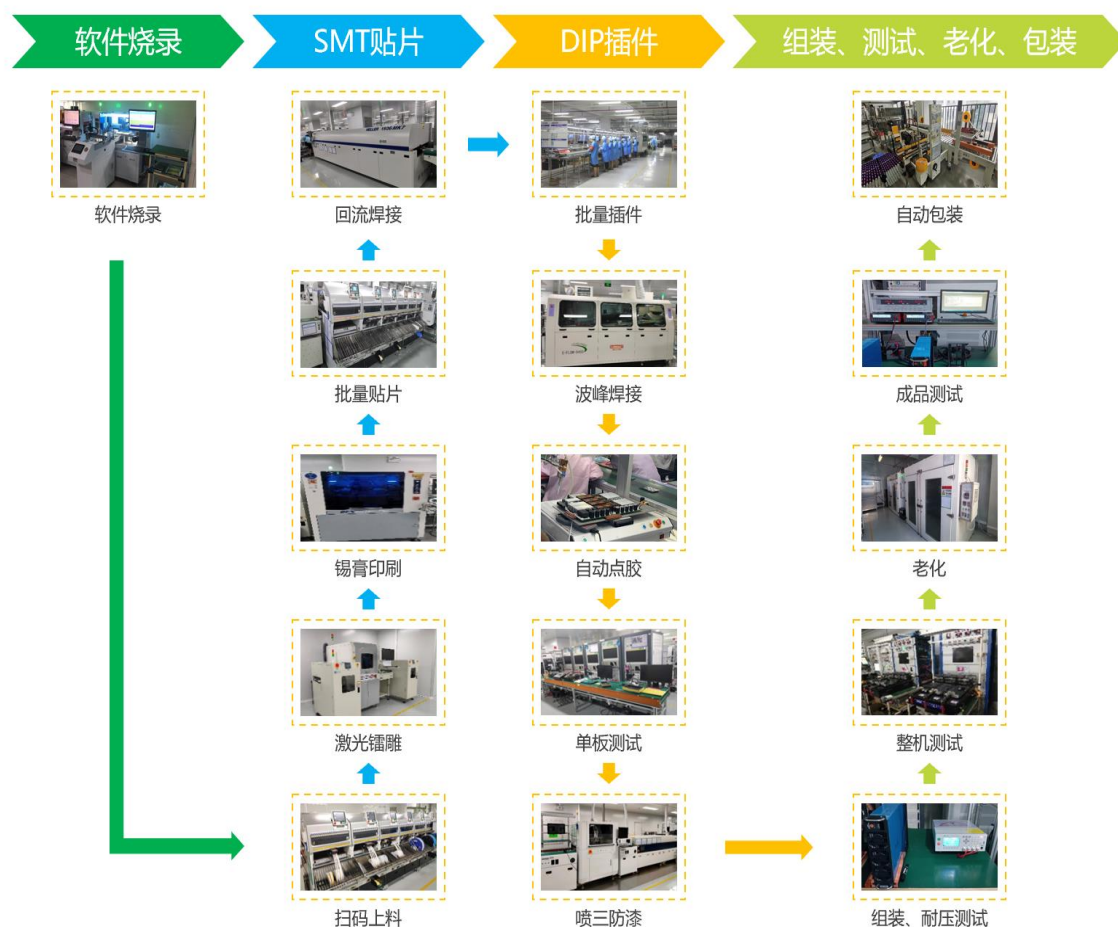 软件烧录
SMT贴片
DIP插件
组装、测试、老化、包装
软件烧录
回流焊接
批量插件
自动包装
批量贴片
波峰焊接
成品测试
锡膏印刷
自动点胶
老化
激光镭雕
单板测试
整机测试
扫码上料
喷三防漆
组装、耐压测试